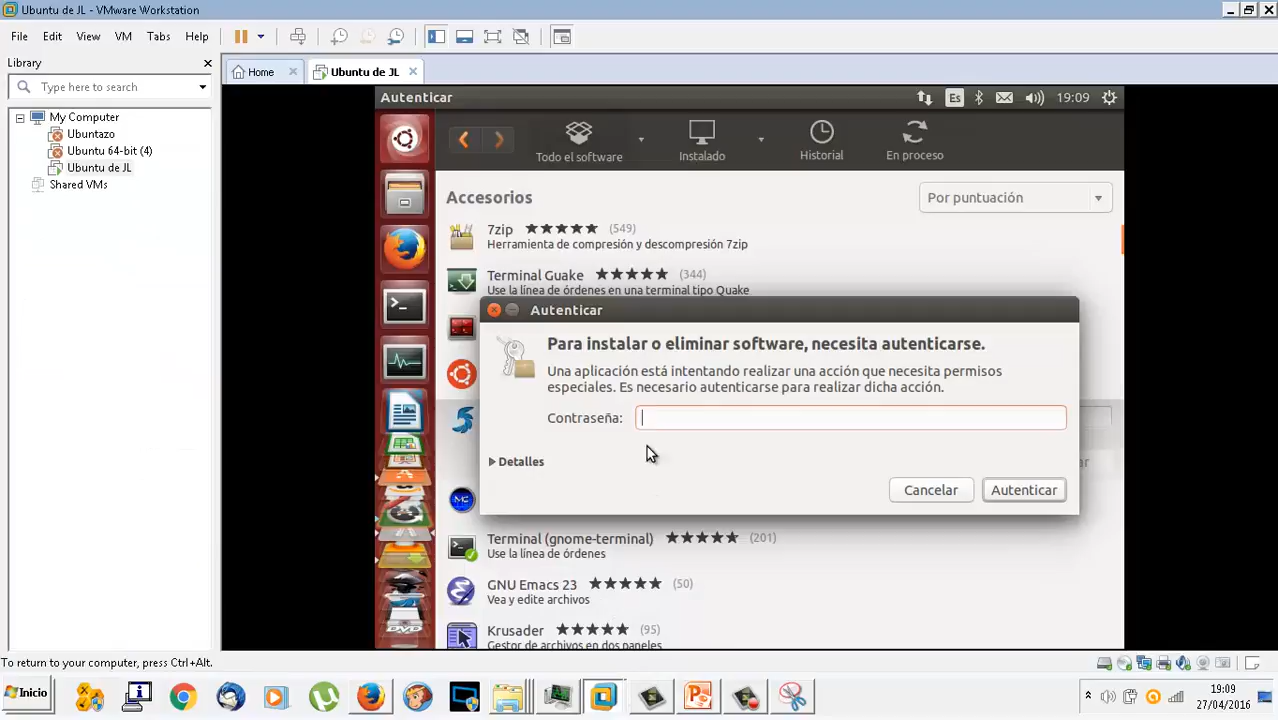 Ubuntu de JL - VMware Workstation
File Edit View VM Tabs Help
Library
Type here to search
My Computer
Ubuntazo
Ubuntu 64-bit (4)
Ubuntu de JL
Shared VMs
Home
Ubuntu de JL
Autenticar
Es
19:09
Todo el software
Instalado
Historial
En proceso
Accesorios
Por puntuación
7zip (549)
Herramienta de compresión y descompresión 7zip
Terminal Guake (344)
Use la línea de órdenes en una terminal tipo Quake
Autenticar
Para instalar o eliminar software, necesita autenticarse.
Una aplicación está intentando realizar una acción que necesita permisos
especiales. Es necesario autenticarse para realizar dicha acción.
Contraseña:
Detalles
Cancelar
Autenticar
MC
Terminal (gnome-terminal) (201)
Use la línea de órdenes
GNU Emacs 23 (50)
Vea y edite archivos
Krusader (95)
Gestor de archivos en dos paneles
To return to your computer, press Ctrl+Alt.
Inicio
19:09
27/04/2016